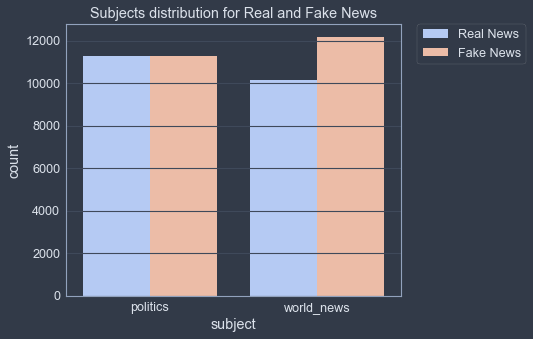 Subjects distribution for Real and Fake News
Real News
Fake News
12000
10000
8000
6000
4000
2000
0
count
politics
world_news
subject